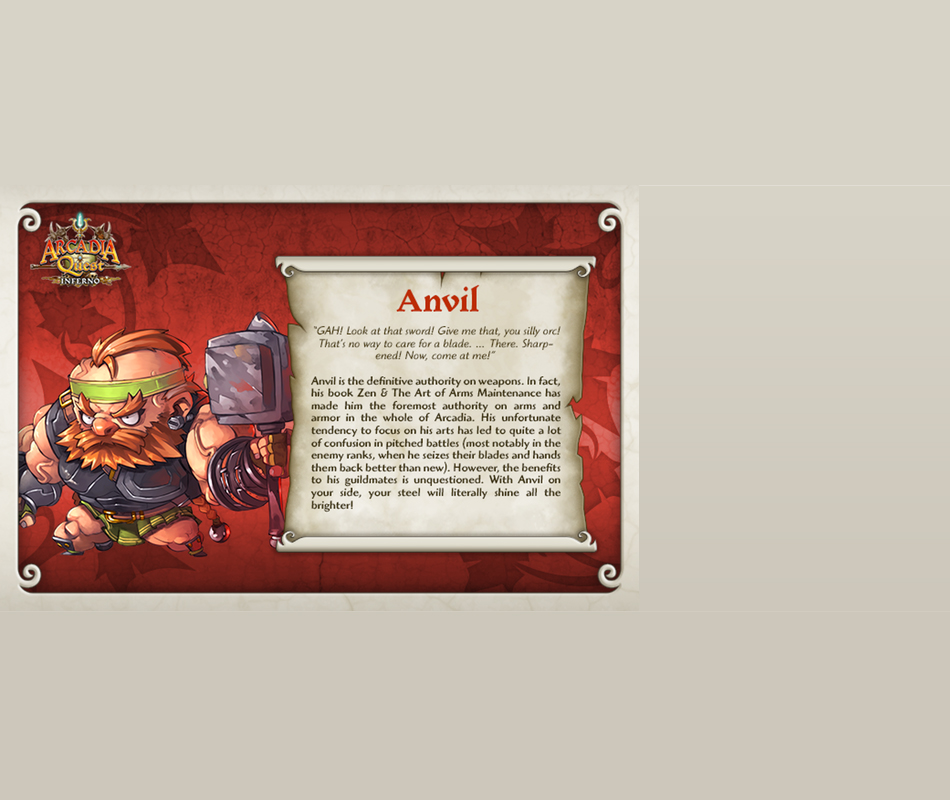 ARCADIA
Quest
INFERNO
Anvil
"GAH! Look at that sword! Give me that, you silly orc!
That's no way to care for a blade. ... There. Sharp-
ened! Now, come at me!"
Anvil is the definitive authority on weapons. In fact,
his book Zen & The Art of Arms Maintenance has
made him the foremost authority on arms and
armor in the whole of Arcadia. His unfortunate
tendency to focus on his arts has led to quite a lot
of confusion in pitched battles (most notably in the
enemy ranks, when he seizes their blades and hands
them back better than new). However, the benefits
to his guildmates is unquestioned. With Anvil on
your side, your steel will literally shine all the
brighter!